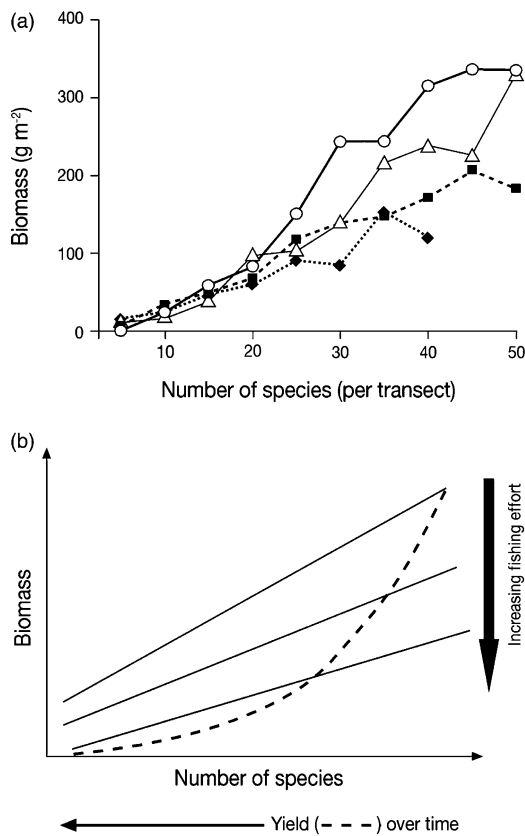 (a)
400
300
200
100
0
Biomass (g m-2)
10 20 30 40 50
Number of species (per transect)
(b)
Biomass
Increasing fishing effort
Number of species
Yield ( - - - - ) over time